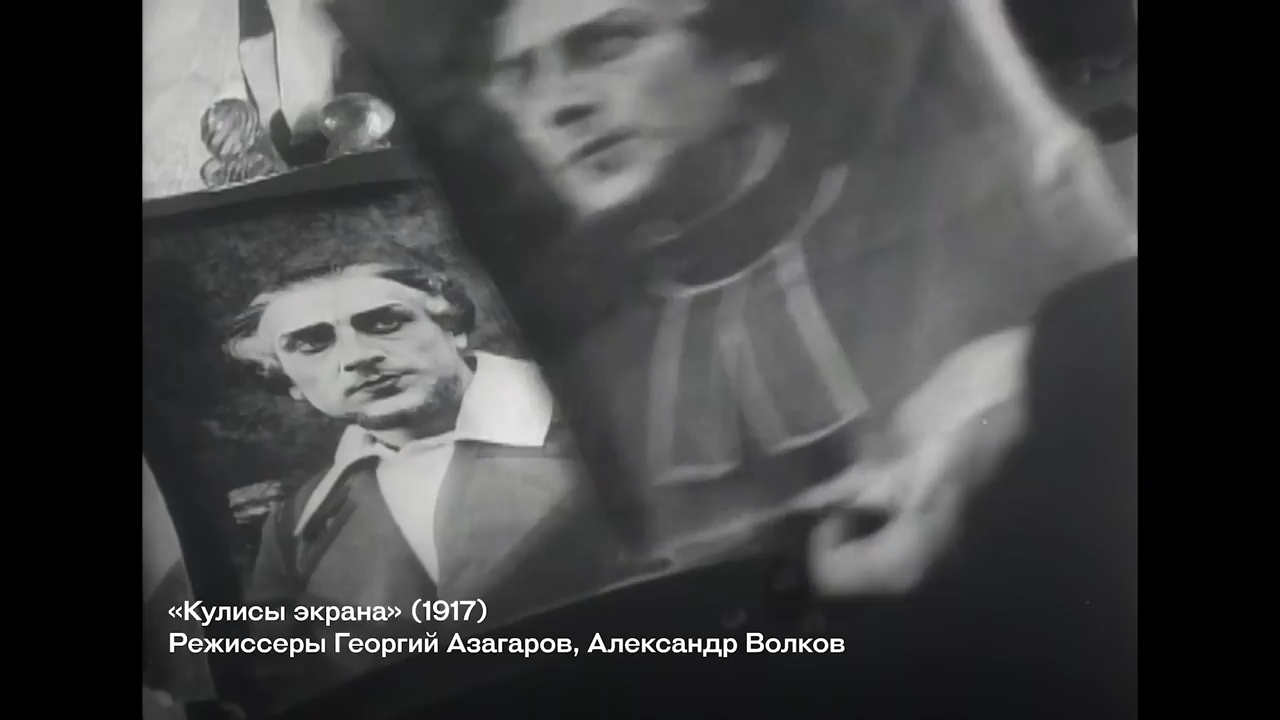 «Кулисы экрана» (1917)
Режиссеры Георгий Азагаров, Александр Волков